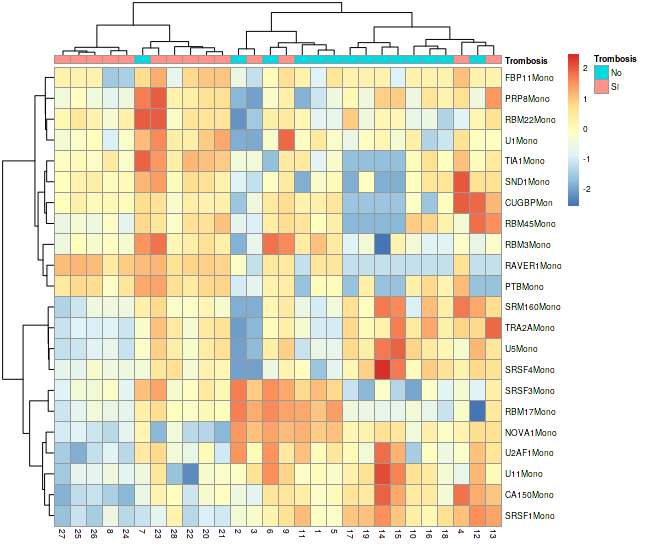 Trombosis
FBP11Mono
PRP8Mono
RBM22Mono
U1Mono
TIA1Mono
SND1Mono
CUGBPMon
RBM45Mono
RBM3Mono
RAVER1Mono
PTBMono
SRM160Mono
TRA2AMono
U5Mono
SRSF4Mono
SRSF3Mono
RBM17Mono
NOVA1Mono
U2AF1Mono
U11Mono
CA150Mono
SRSF1Mono
27 25 26 8 24 7 23 28 22 20 21 2 3 6 9 11 1 5 17 19 14 15 10 16 18 4 12 13
2
1
0
-1
-2
Trombosis
No
SI